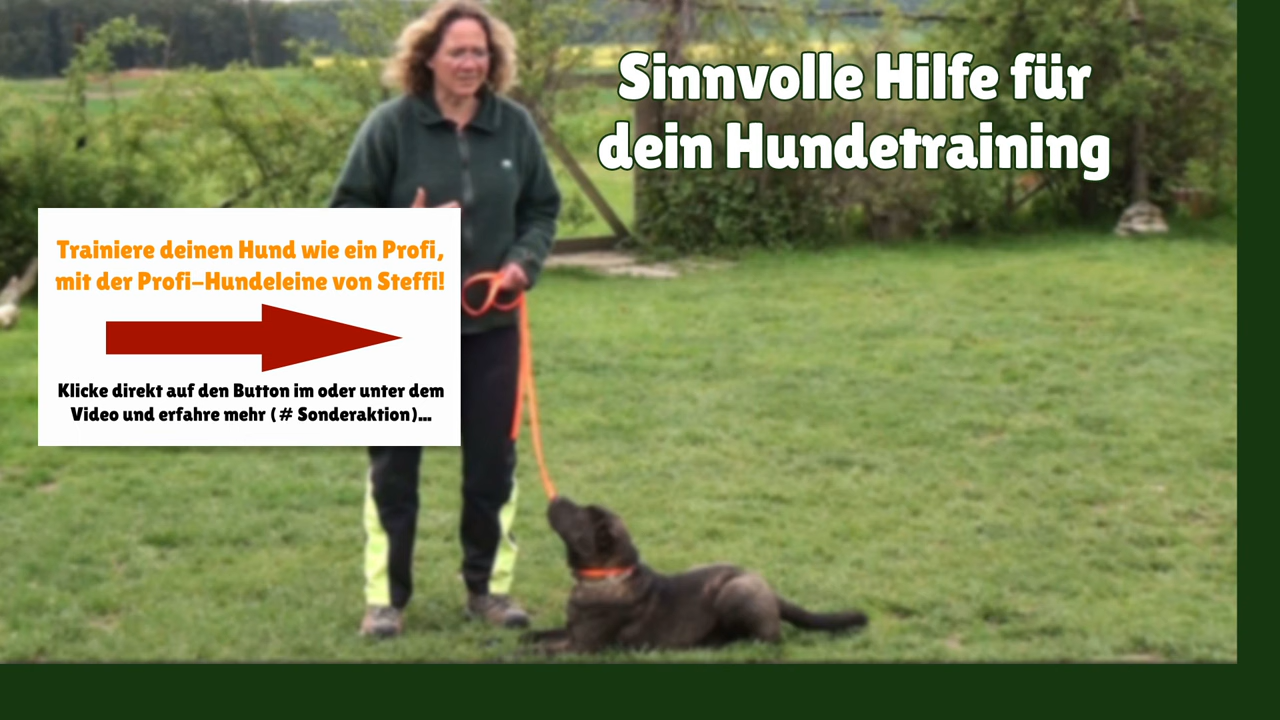 Sinnvolle Hilfe für
dein Hundetraining
Trainiere deinen Hund wie ein Profi,
mit der Profi-Hundeleine von Steffi!
Klicke direkt auf den Button im oder unter dem
Video und erfahre mehr (# Sonderaktion)...